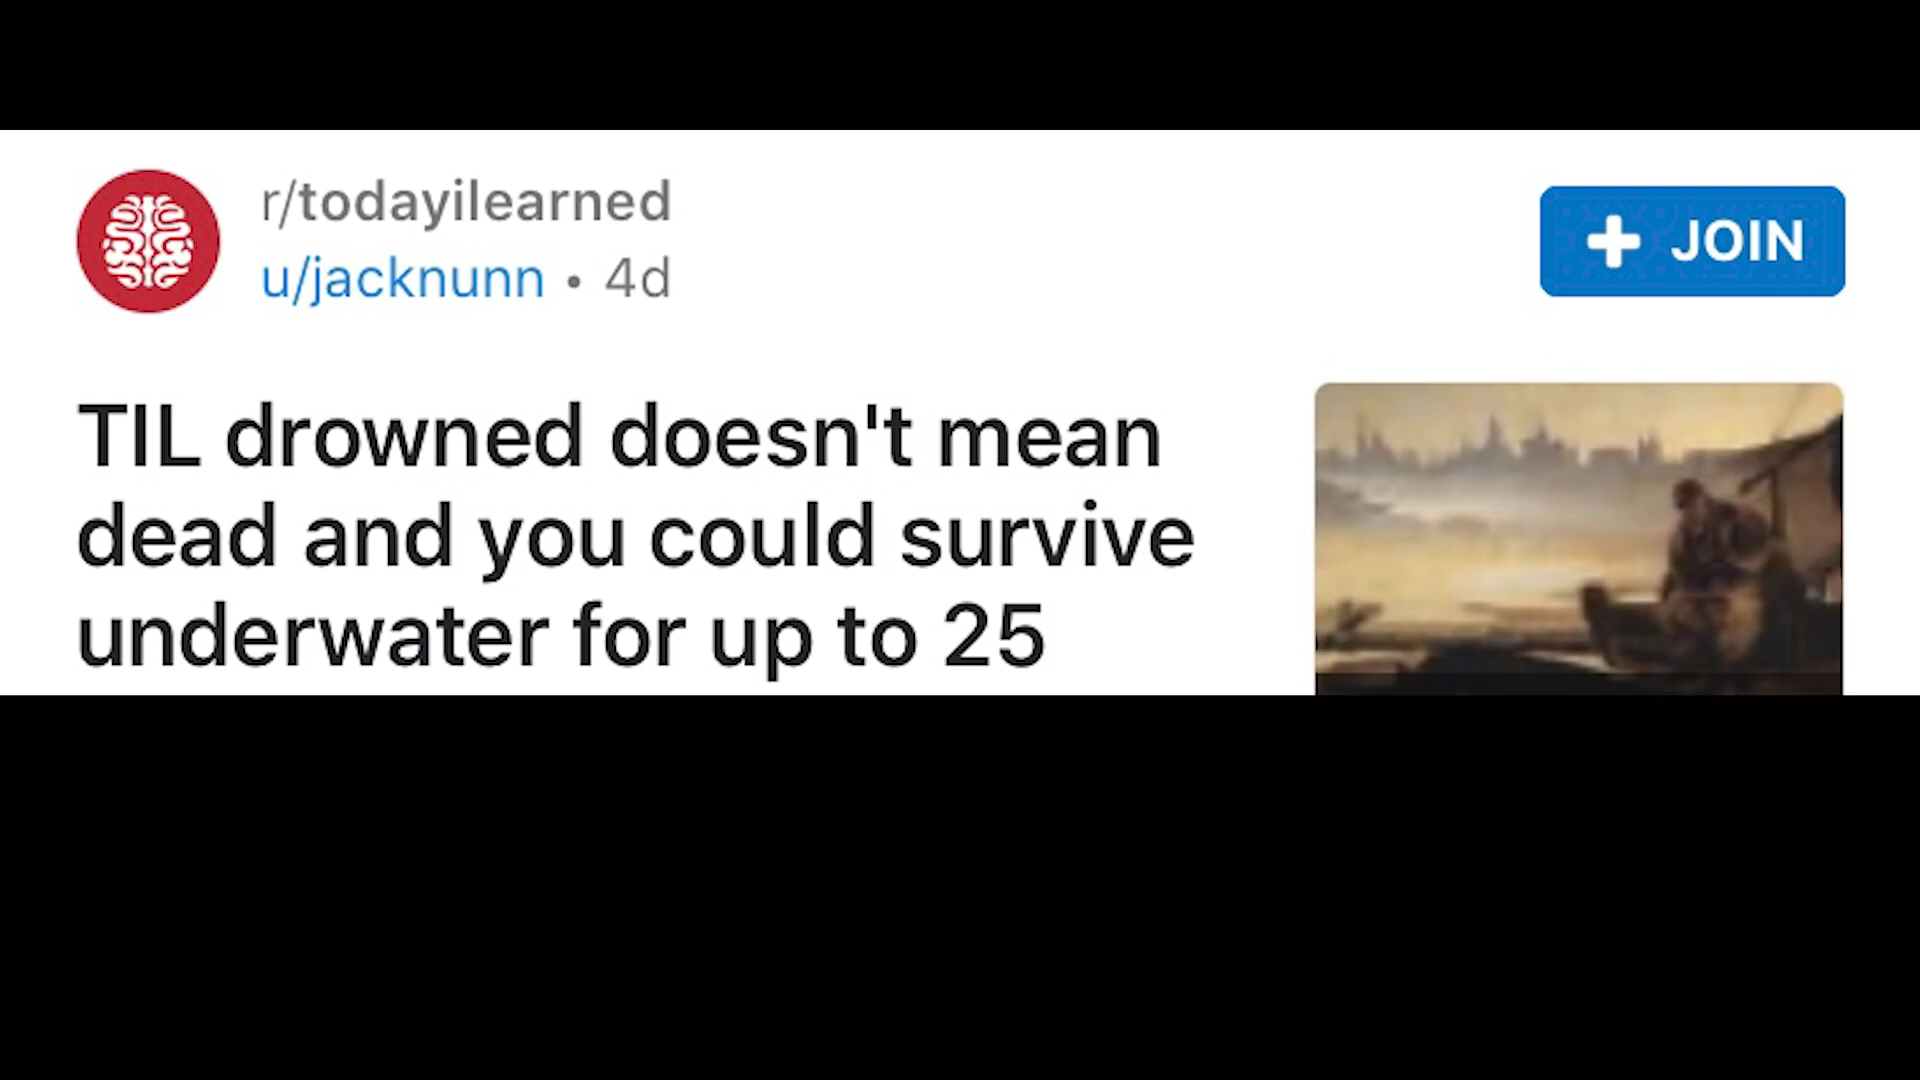 r/todayilearned
u/jacknunn • 4d
+ JOIN
TIL drowned doesn't mean
dead and you could survive
underwater for up to 25